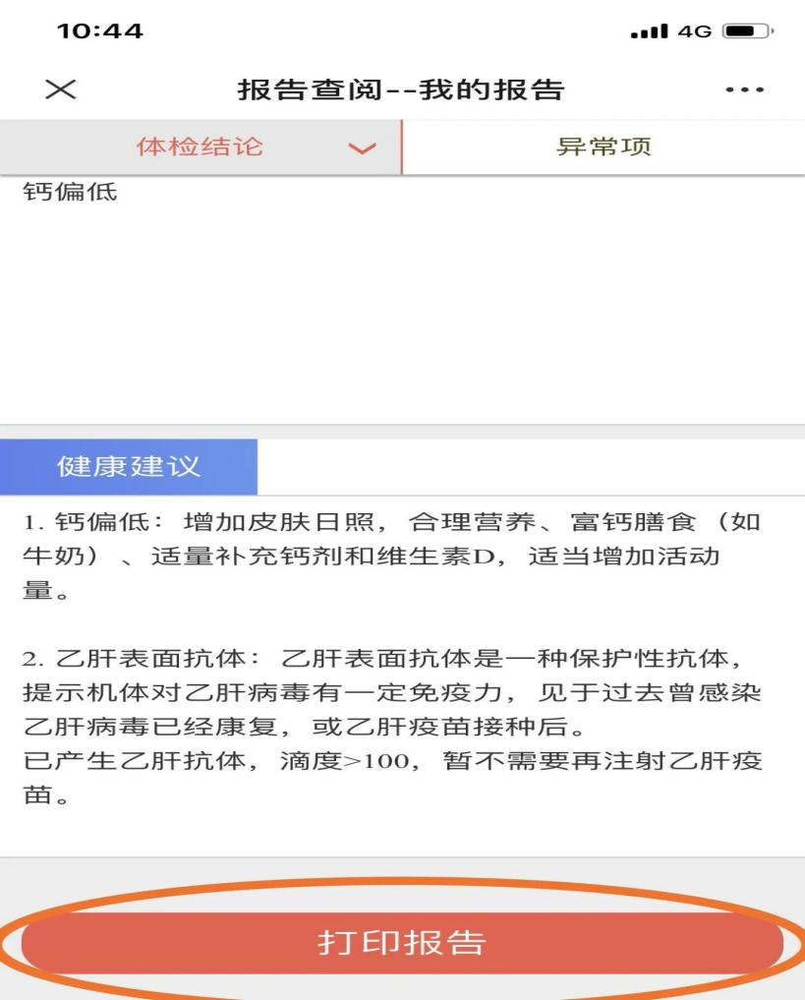 10:44
4G
报告查阅--我的报告
体检结论
异常项
钙偏低
健康建议
1. 钙偏低：增加皮肤日照，合理营养、富钙膳食（如
牛奶）、适量补充钙剂和维生素D，适当增加活动
量。
2. 乙肝表面抗体：乙肝表面抗体是一种保护性抗体，
提示机体对乙肝病毒有一定免疫力，见于过去曾感染
乙肝病毒已经康复，或乙肝疫苗接种后。
已产生乙肝抗体，滴度>100，暂不需要再注射乙肝疫
苗。
打印报告